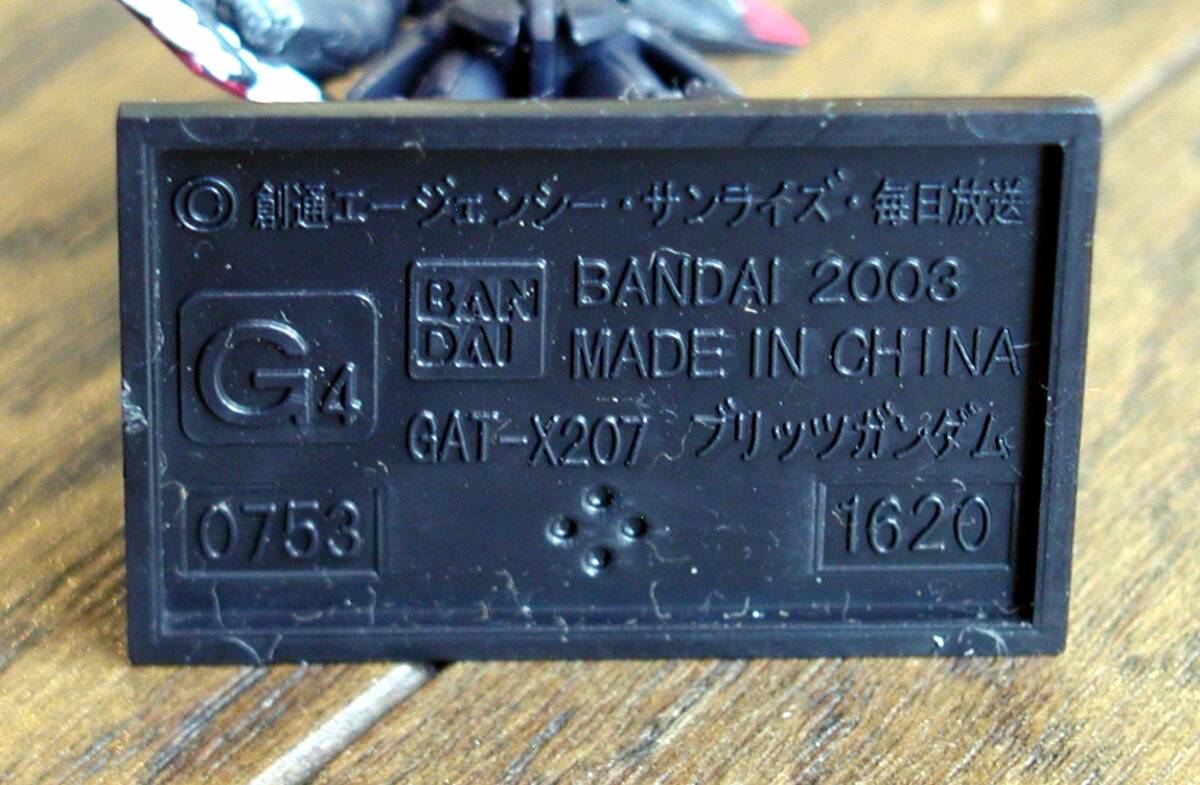 © 創通エージェンシー・サンライズ・毎日放送
BAN
DAI
BANDAI 2003
MADE IN CHINA
G4
GAT-X207 ブリッツガンダム
0753
1620